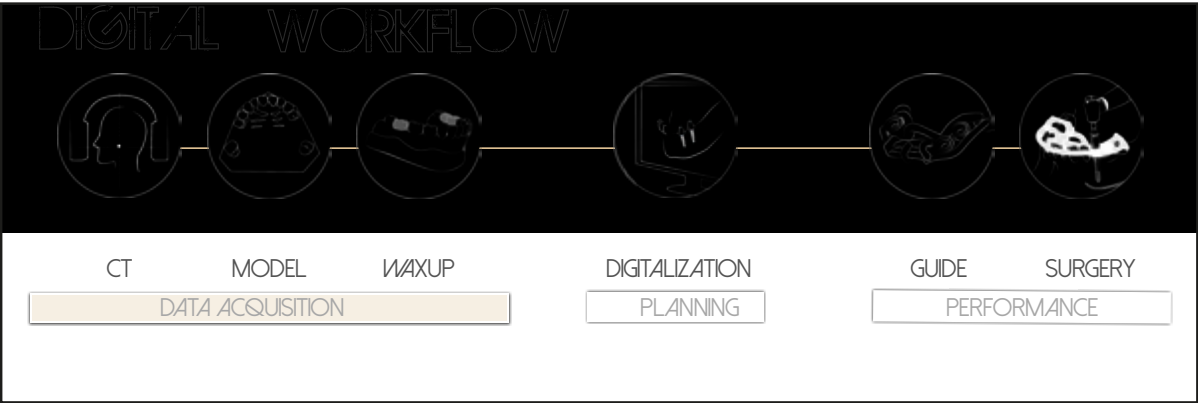 DIGITAL WORKFLOW
CT MODEL WAXUP DIGITALIZATION GUIDE SURGERY
DATA ACQUISITION PLANNING PERFORMANCE